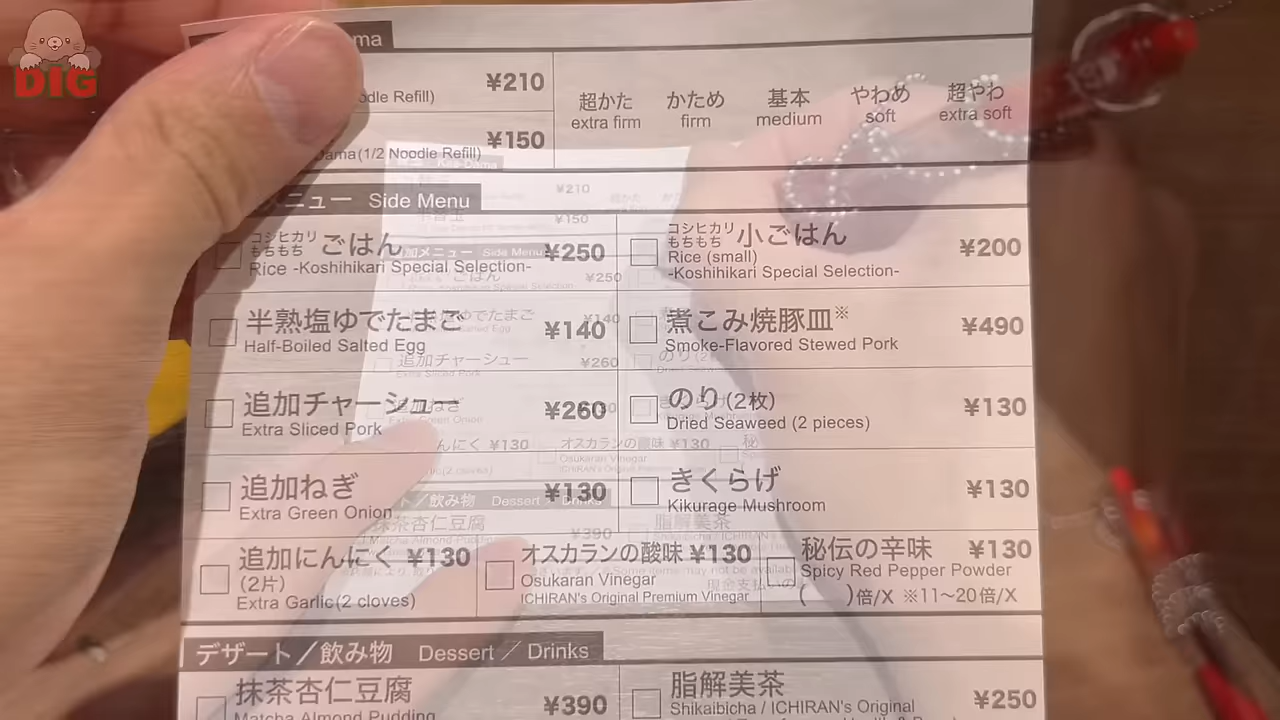 DIG
ma
¥210
odle Refill)
¥150
Dama(1/2 Noodle Refill)
超かた かため 基本 やわめ 超やわ
extra firm firm medium soft extra soft
ニュー Side Menu
コシヒカリ
もちもち ごはん ¥250
Rice -Koshihikari Special Selection-
コシヒカリ
もちもち 小ごはん ¥200
Rice (small)
-Koshihikari Special Selection-
半熟塩ゆでたまご ¥140
Half-Boiled Salted Egg
煮こみ焼豚皿※ ¥490
Smoke-Flavored Stewed Pork
追加チャーシュー ¥260
Extra Sliced Pork
のり(2枚) ¥130
Dried Seaweed (2 pieces)
追加ねぎ ¥130
Extra Green Onion
きくらげ ¥130
Kikurage Mushroom
追加にんにく ¥130
(2片)
Extra Garlic(2 cloves)
オスカランの酸味 ¥130
Osukaran Vinegar
ICHIRAN's Original Premium Vinegar
秘伝の辛味 ¥130
Spicy Red Pepper Powder
( )倍/X ※11～20倍/X
デザート／飲み物 Dessert ／ Drinks
抹茶杏仁豆腐 ¥390
Matcha Almond Pudding
脂解美茶 ¥250
Shikaibicha / ICHIRAN's Original